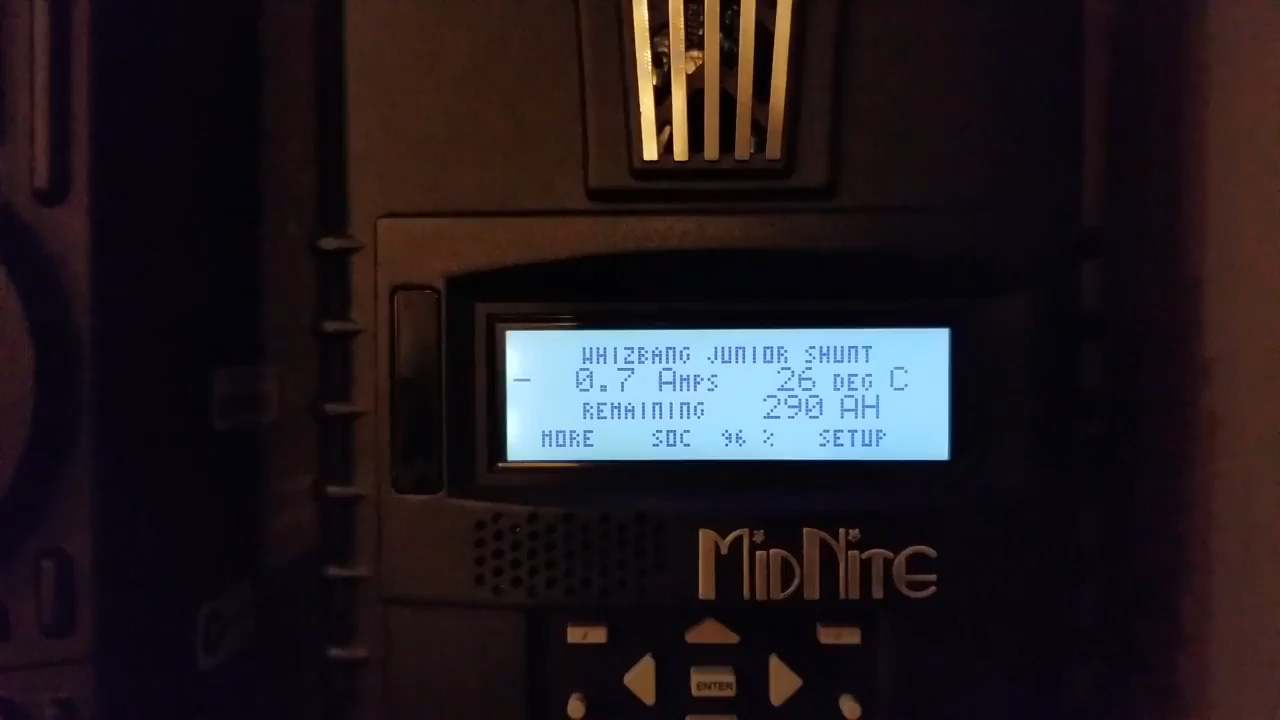 WHIZBANG JUNIOR SHUNT
- 0.7 AMPS 26 DEG C
REMAINING 290 AH
MORE SOC 96 % SETUP
MIDNITE
ENTER